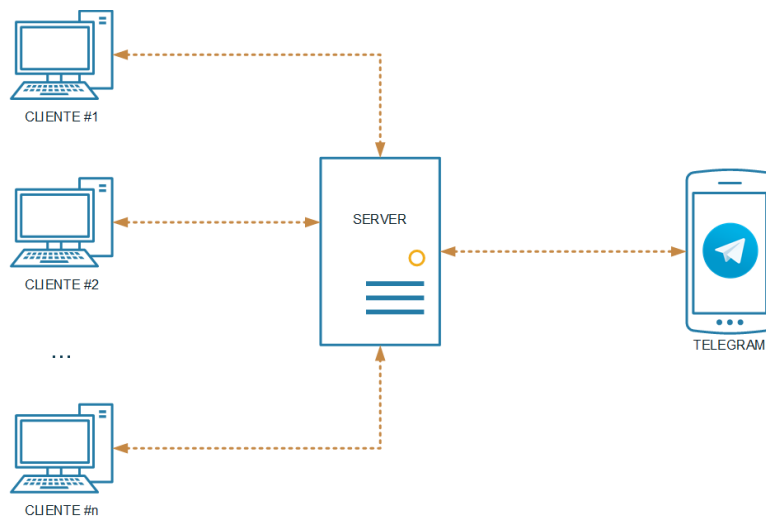 CLIENTE #1
CLIENTE #2
...
CLIENTE #n
SERVER
TELEGRAM